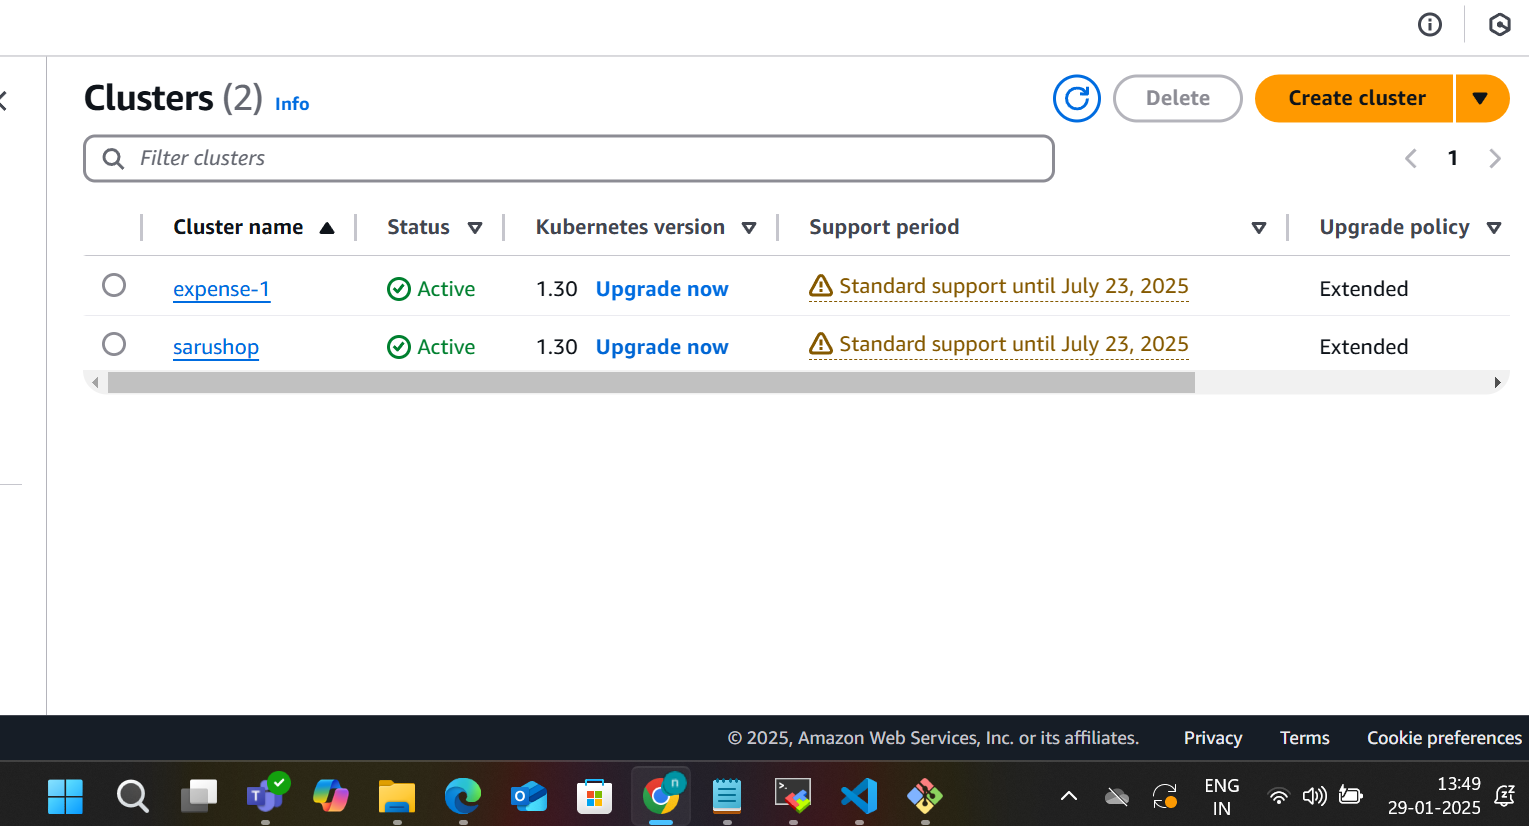 Clusters (2) Info
Delete
Create cluster
Filter clusters
1
Cluster name Status Kubernetes version Support period Upgrade policy
expense-1 Active 1.30 Upgrade now Standard support until July 23, 2025 Extended
sarushop Active 1.30 Upgrade now Standard support until July 23, 2025 Extended
© 2025, Amazon Web Services, Inc. or its affiliates. Privacy Terms Cookie preferences
n
ENG
IN
13:49
29-01-2025